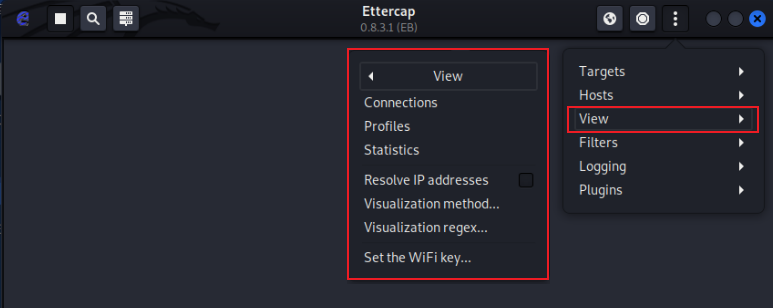 Ettercap
0.8.3.1 (EB)
View
Connections
Profiles
Statistics
Resolve IP addresses
Visualization method...
Visualization regex...
Set the WiFi key...
Targets
Hosts
View
Filters
Logging
Plugins